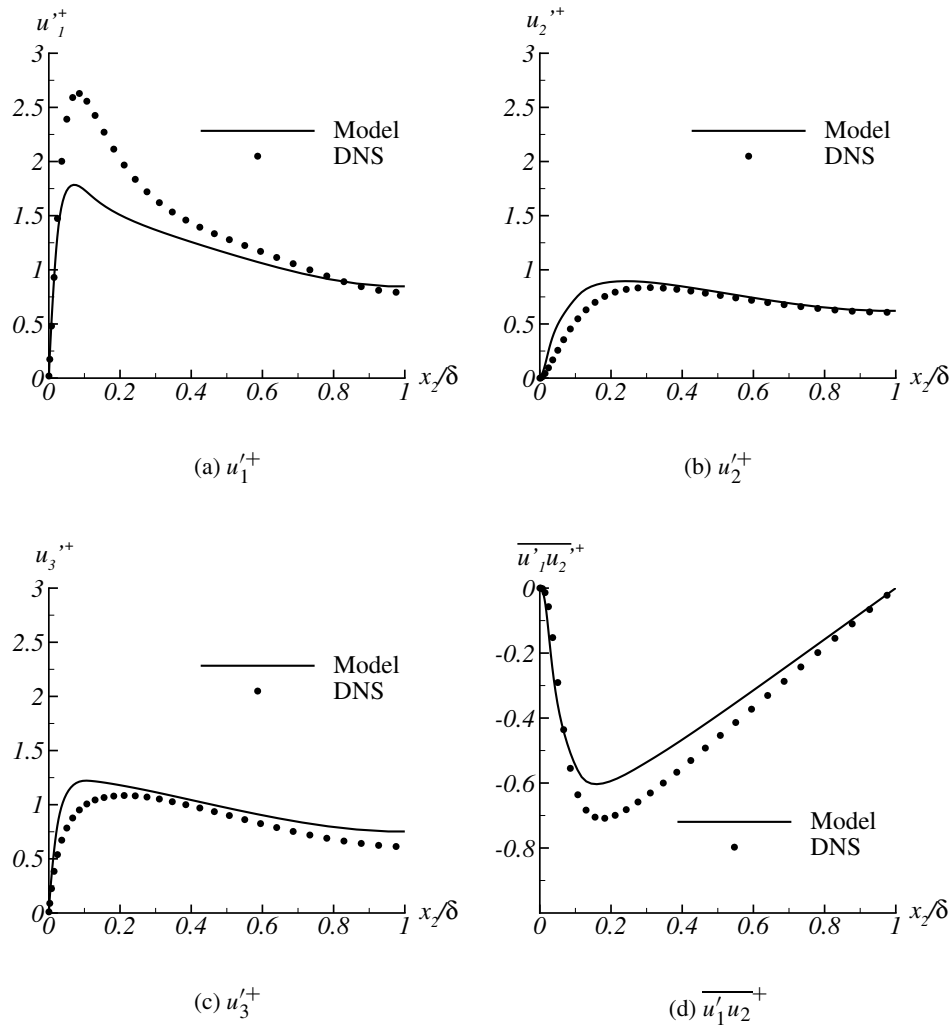 u'₁⁺
3
2.5
2
1.5
1
0.5
0
0 0.2 0.4 0.6 0.8 1
x₂/δ
Model
DNS
(a) u′₁⁺
u₂'⁺
3
2.5
2
1.5
1
0.5
0
0 0.2 0.4 0.6 0.8 1
x₂/δ
Model
DNS
(b) u′₂⁺
u₃'⁺
3
2.5
2
1.5
1
0.5
0
0 0.2 0.4 0.6 0.8 1
x₂/δ
Model
DNS
(c) u′₃⁺
u'₁u₂'⁺
0
-0.2
-0.4
-0.6
-0.8
0 0.2 0.4 0.6 0.8 1
x₂/δ
Model
DNS
(d) u′₁u₂⁺